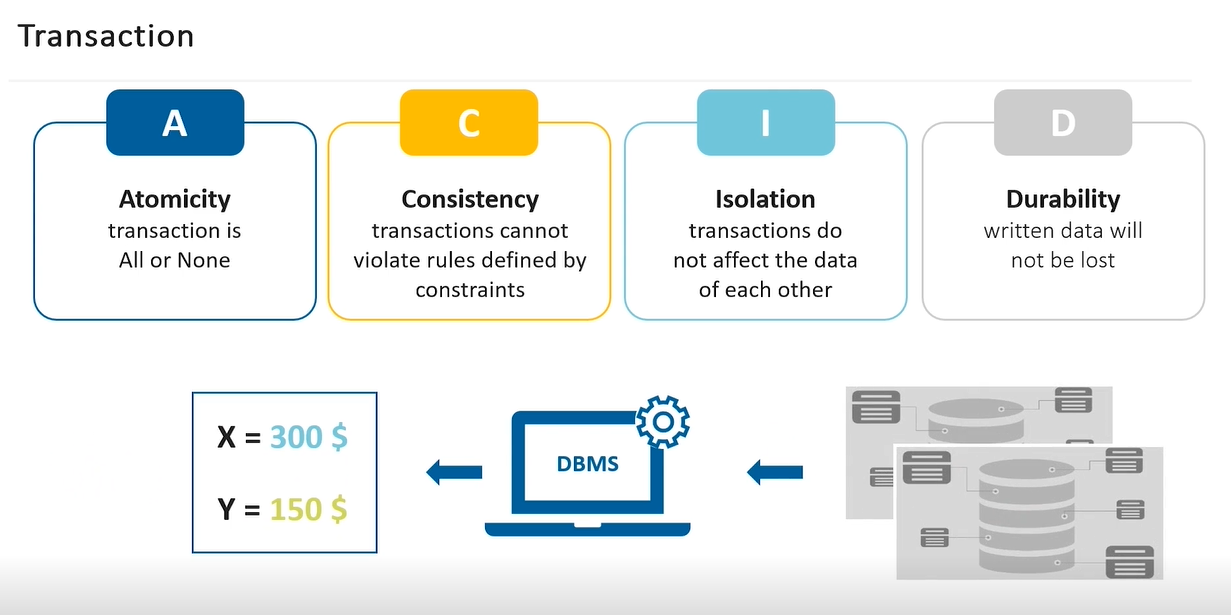 Transaction
A
C
I
D
Atomicity
transaction is
All or None
Consistency
transactions cannot
violate rules defined by
constraints
Isolation
transactions do
not affect the data
of each other
Durability
written data will
not be lost
X = 300 $
Y = 150 $
DBMS